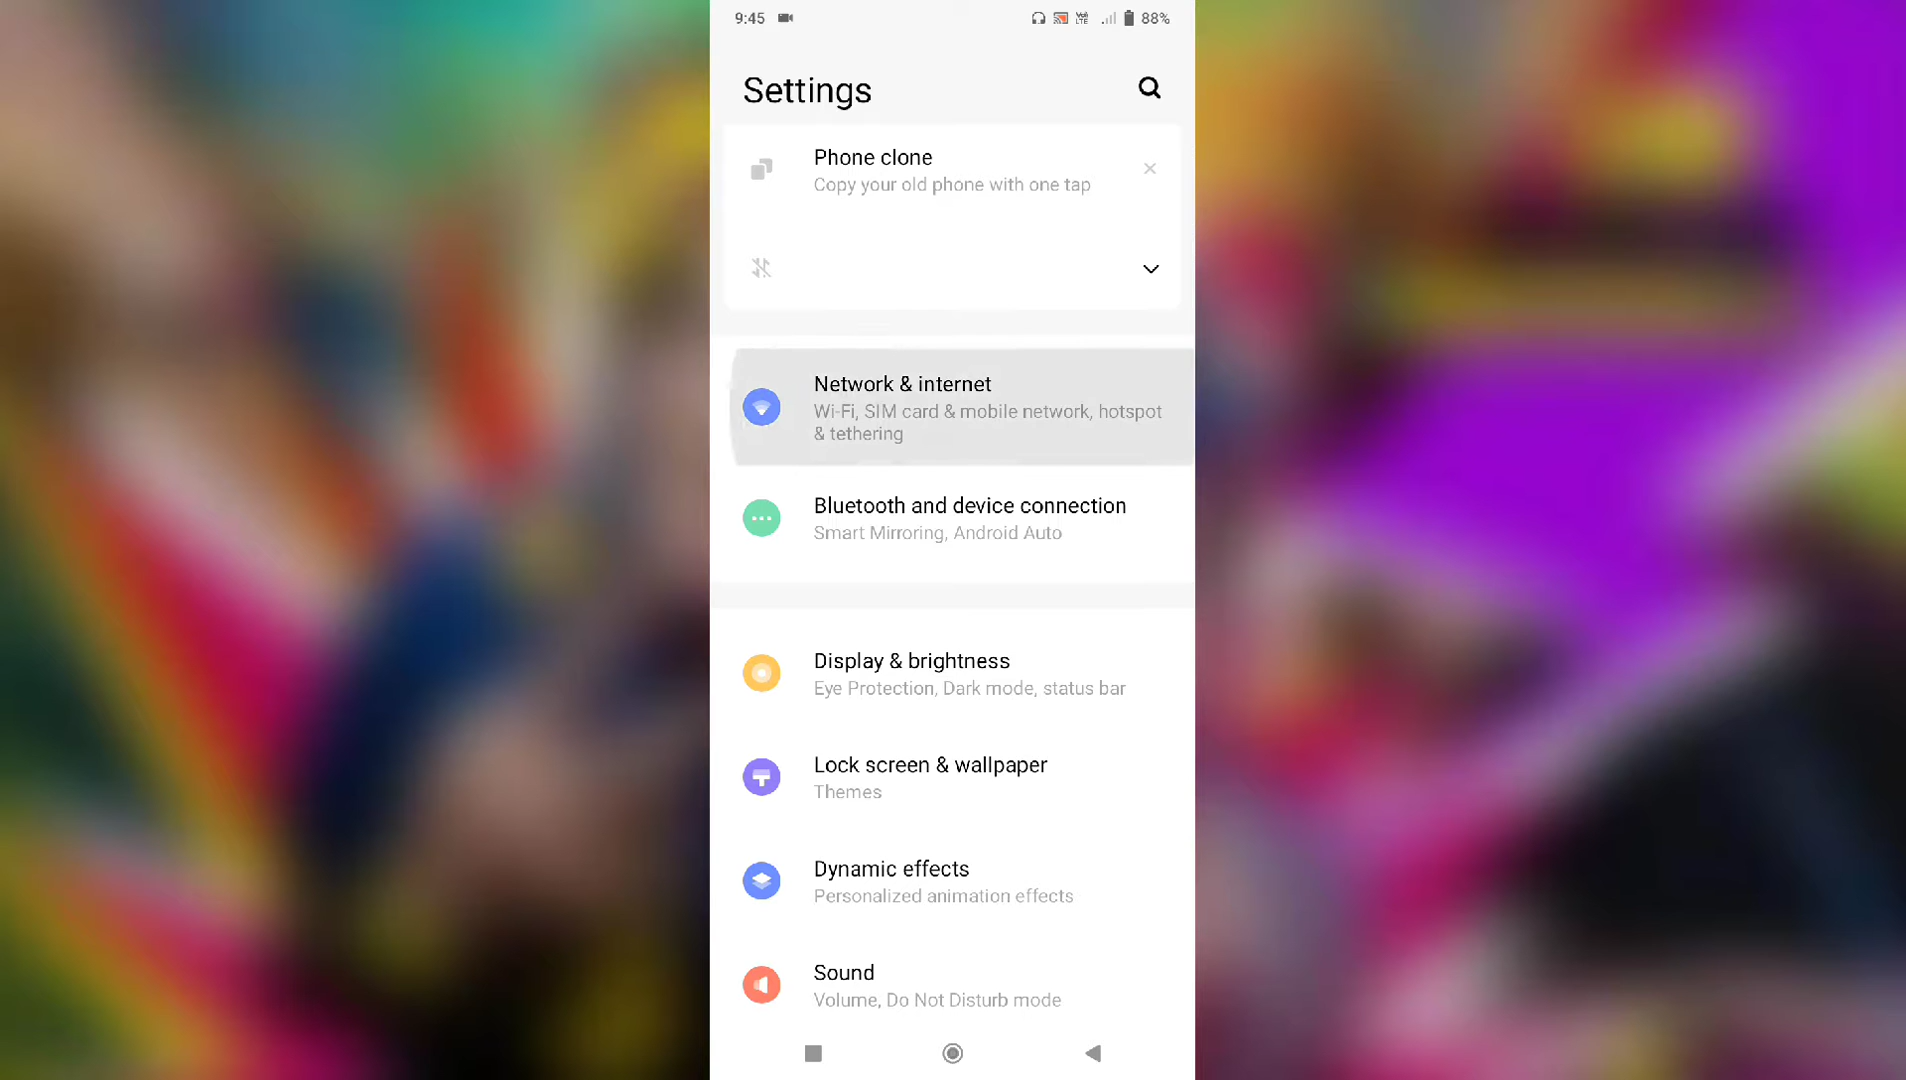 9:45
Vo LTE 88%
Settings
Phone clone
Copy your old phone with one tap
Network & internet
Wi-Fi, SIM card & mobile network, hotspot
& tethering
Bluetooth and device connection
Smart Mirroring, Android Auto
Display & brightness
Eye Protection, Dark mode, status bar
Lock screen & wallpaper
Themes
Dynamic effects
Personalized animation effects
Sound
Volume, Do Not Disturb mode